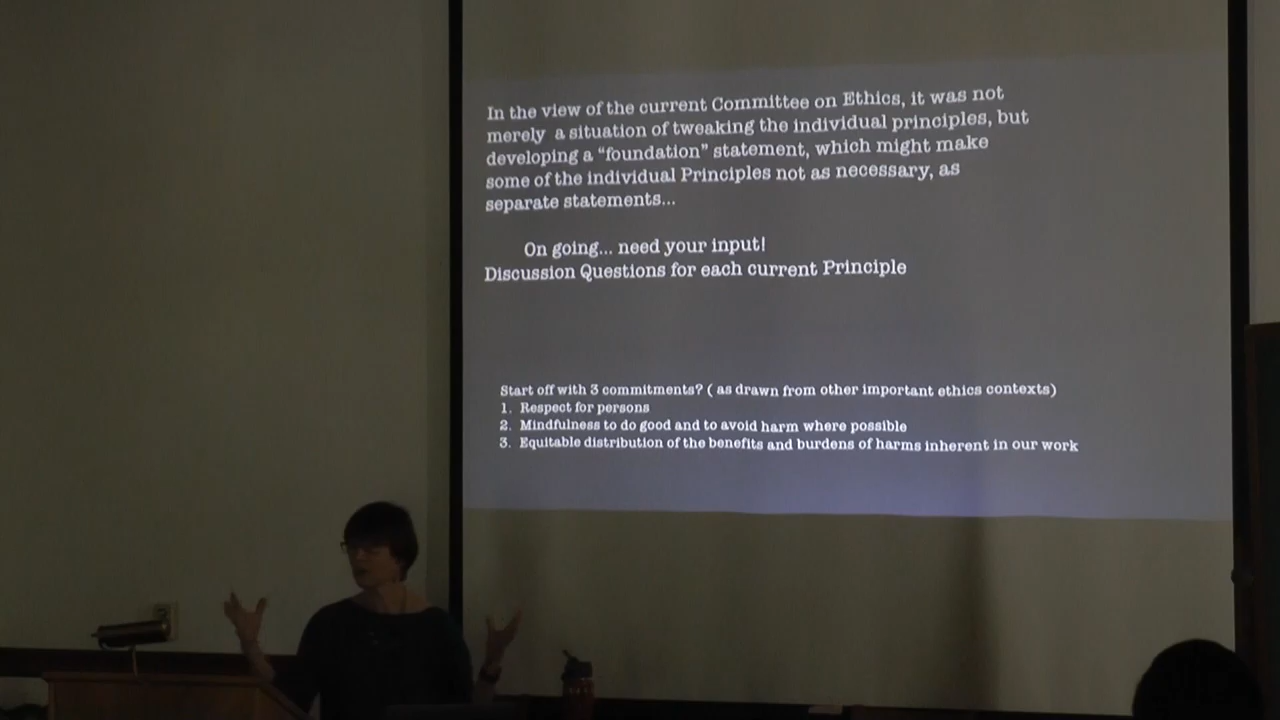 In the view of the current Committee on Ethics, it was not
merely a situation of tweaking the individual principles, but
developing a “foundation” statement, which might make
some of the individual Principles not as necessary, as
separate statements...
On going... need your input!
Discussion Questions for each current Principle
Start off with 3 commitments? ( as drawn from other important ethics contexts)
1. Respect for persons
2. Mindfulness to do good and to avoid harm where possible
3. Equitable distribution of the benefits and burdens of harms inherent in our work